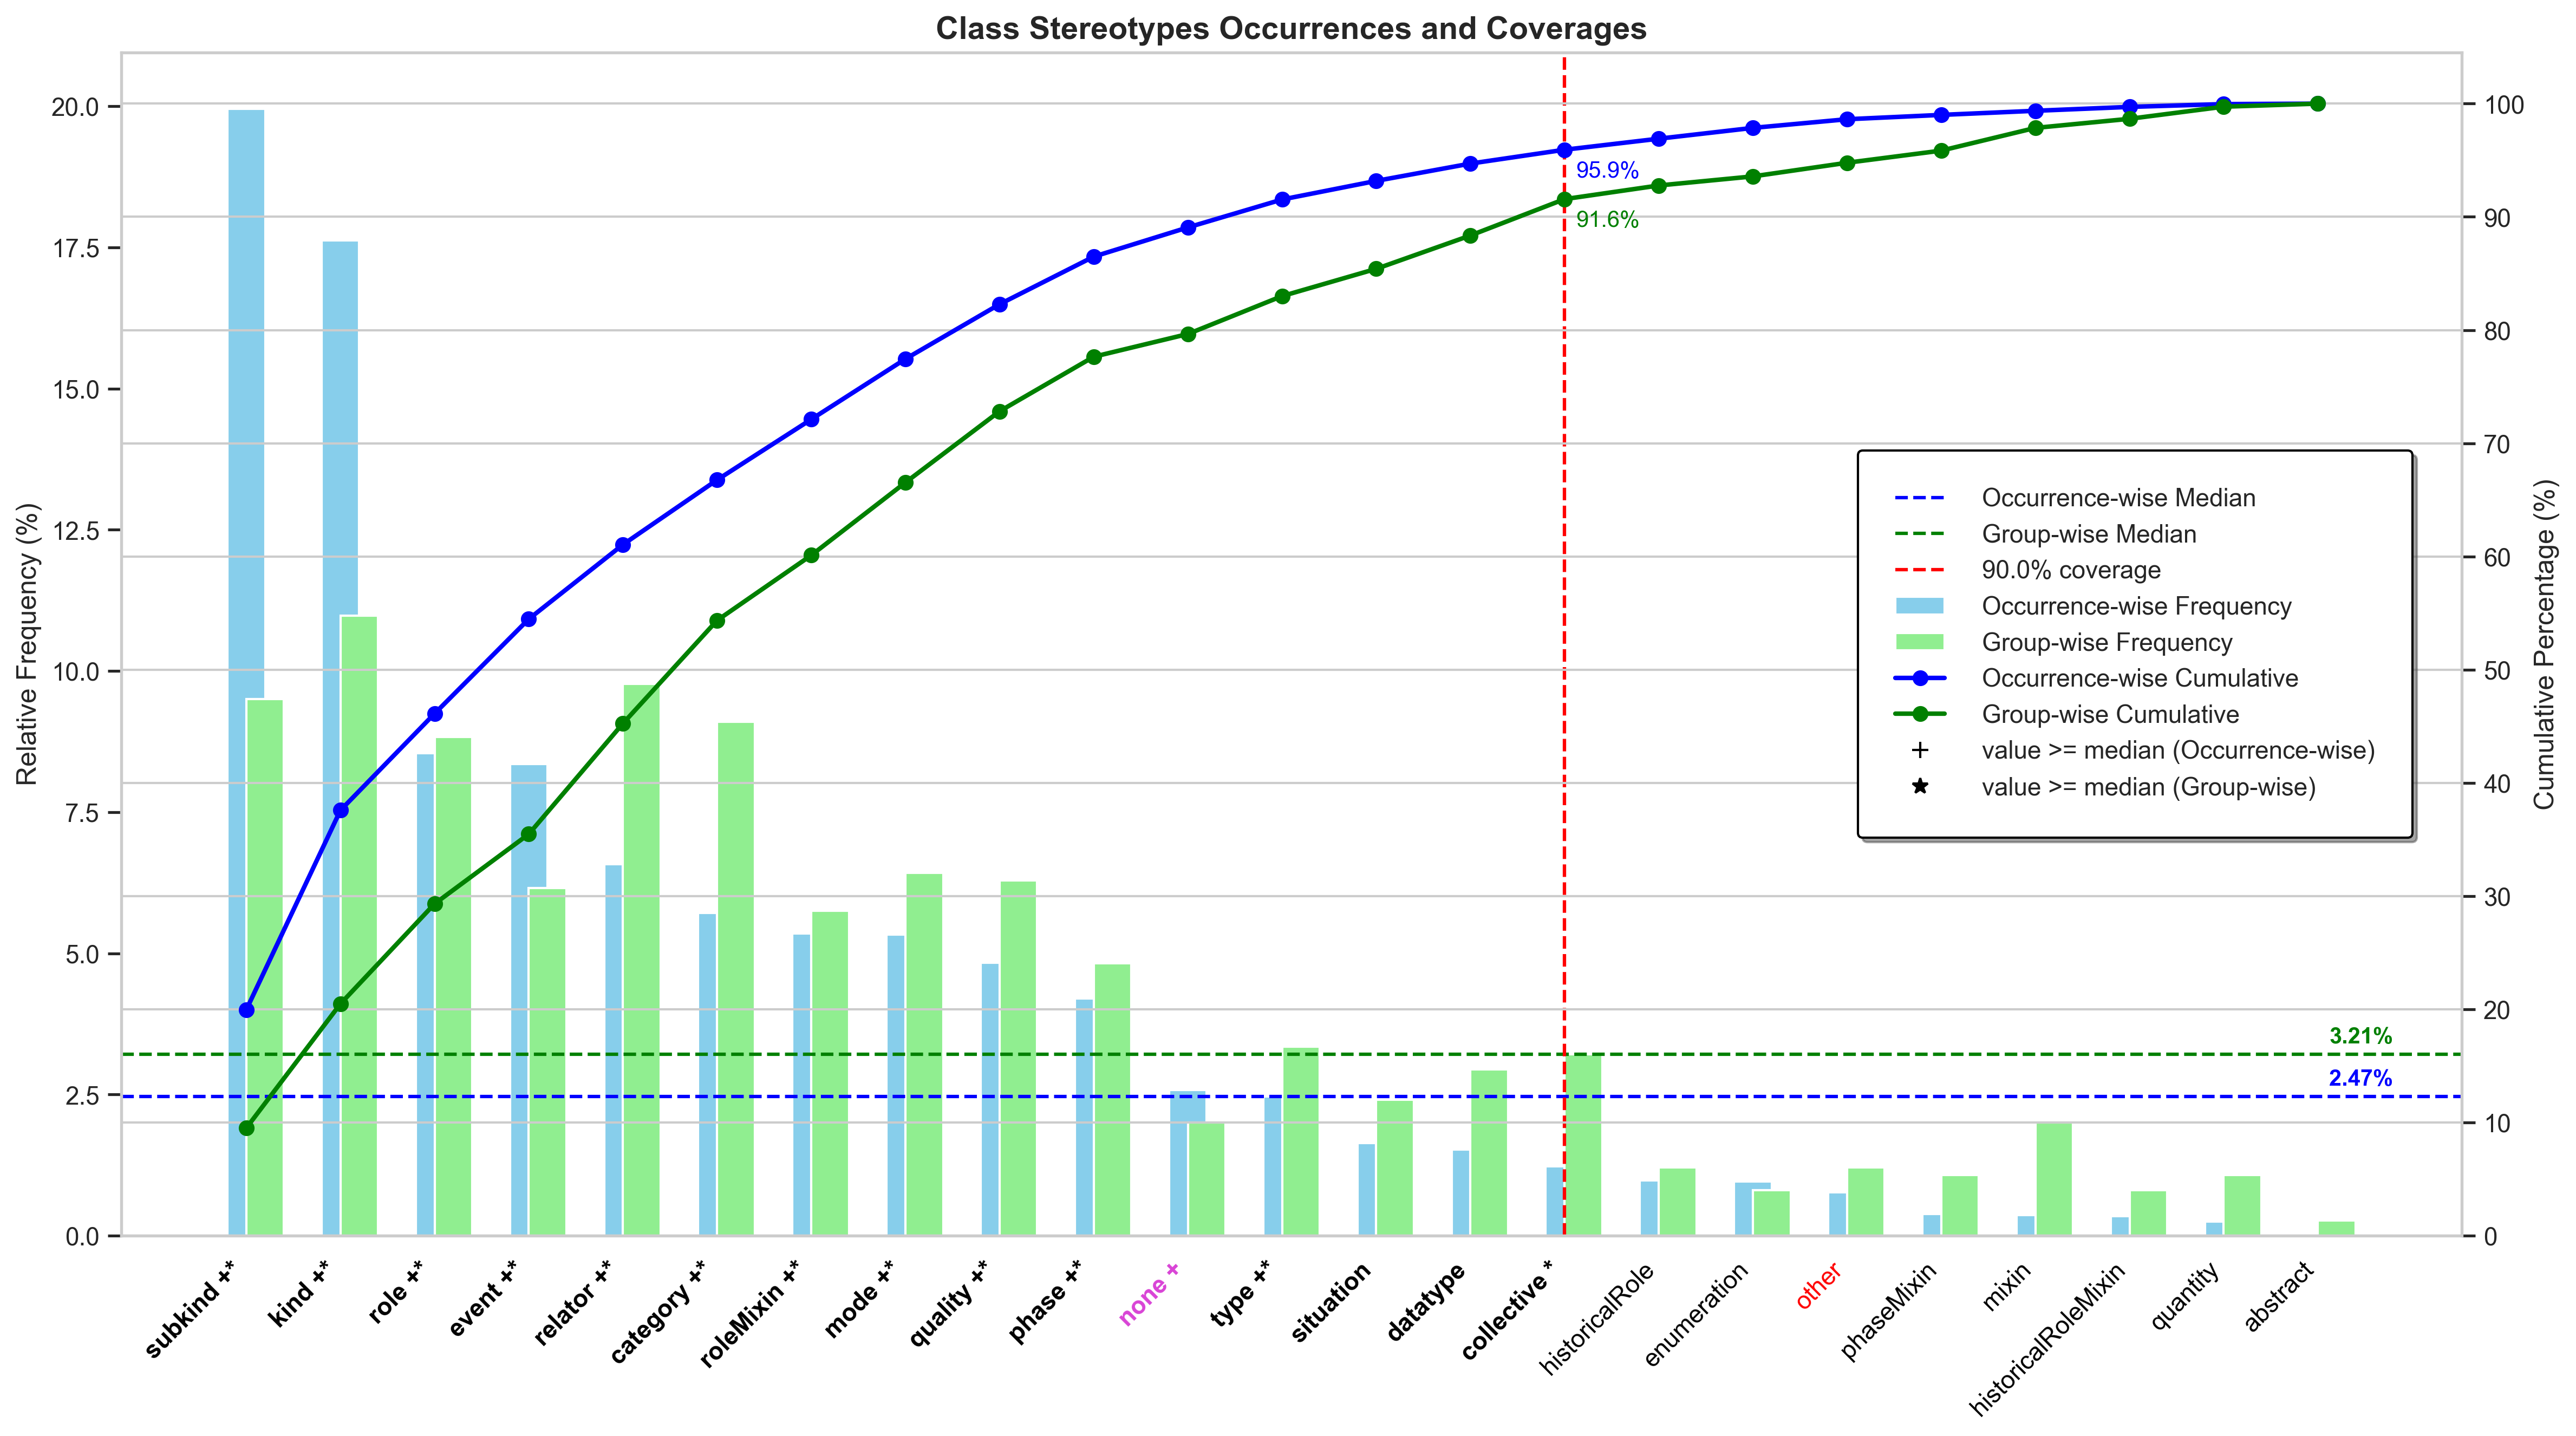 Class Stereotypes Occurrences and Coverages
Relative Frequency (%)
20.0
17.5
15.0
12.5
10.0
7.5
5.0
2.5
0.0
100
90
80
70
60
50
40
30
20
10
0
Cumulative Percentage (%)
95.9%
91.6%
Occurrence-wise Median
Group-wise Median
90.0% coverage
Occurrence-wise Frequency
Group-wise Frequency
Occurrence-wise Cumulative
Group-wise Cumulative
value >= median (Occurrence-wise)
value >= median (Group-wise)
3.21%
2.47%
subkind +*
kind +*
role +*
event +*
relator +*
category +*
roleMixin +*
mode +*
quality +*
phase +*
none +
type +*
situation
datatype
collective *
historicalRole
enumeration
other
phaseMixin
mixin
historicalRoleMixin
quantity
abstract